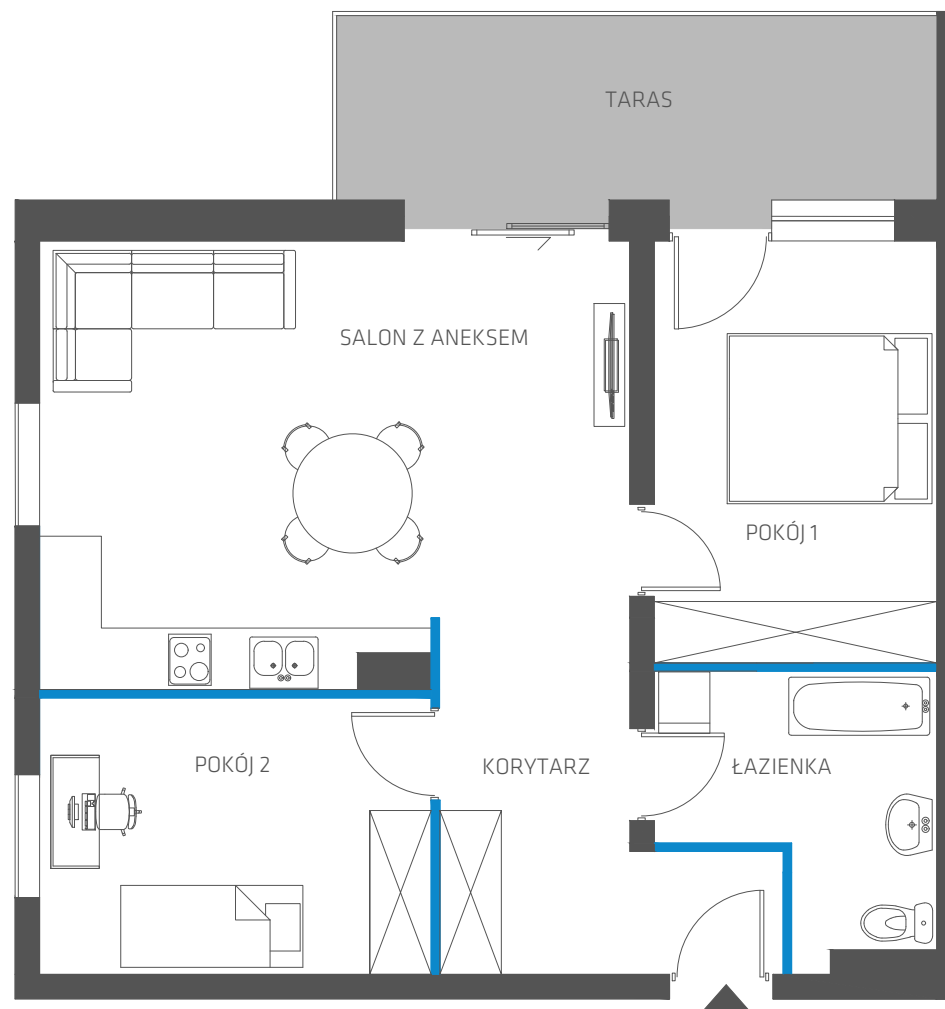 TARAS
SALON Z ANEKSEM
POKÓJ 1
POKÓJ 2
KORYTARZ
ŁAZIENKA